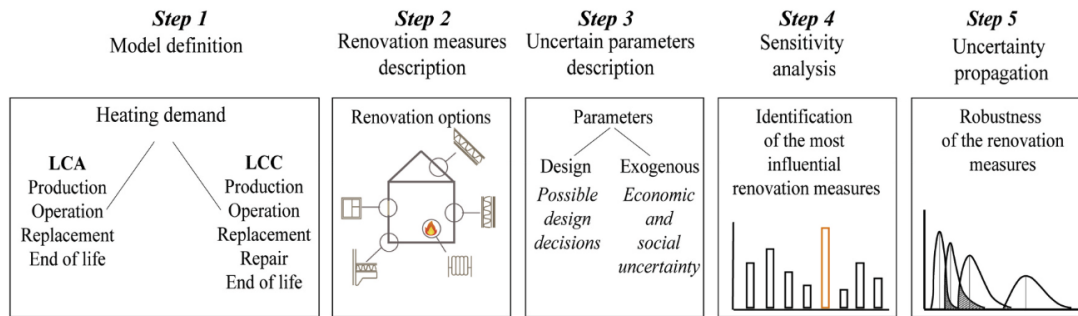 Step 1
Model definition
Step 2
Renovation measures
description
Step 3
Uncertain parameters
description
Step 4
Sensitivity
analysis
Step 5
Uncertainty
propagation
Heating demand
LCA
Production
Operation
Replacement
End of life
LCC
Production
Operation
Replacement
Repair
End of life
Renovation options
Parameters
Design
Possible
design
decisions
Exogenous
Economic
and
social
uncertainty
Identification
of the most
influential
renovation measures
Robustness
of the renovation
measures